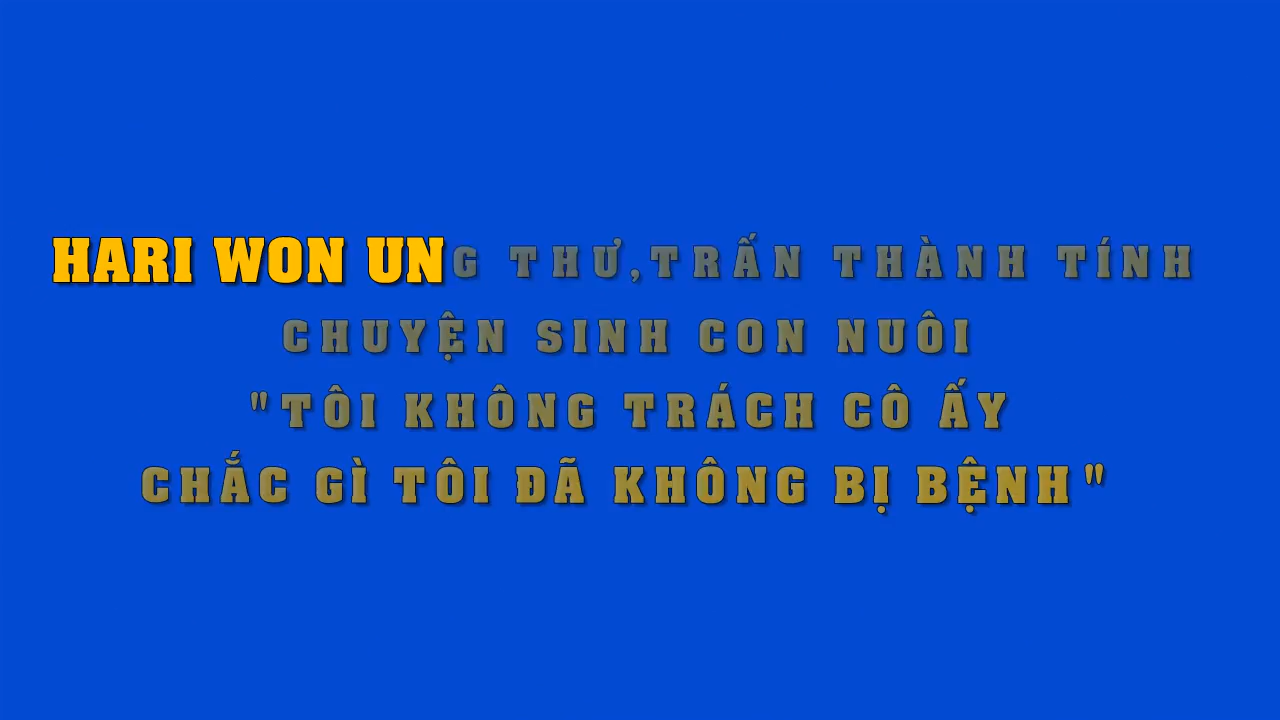 HARI WON UNG THƯ,TRẤN THÀNH TÍNH
CHUYỆN SINH CON NUÔI
"TÔI KHÔNG TRÁCH CÔ ẤY
CHẮC GÌ TÔI ĐÃ KHÔNG BỊ BỆNH"